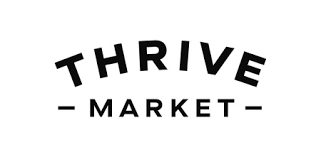 THRIVE
– MARKET –